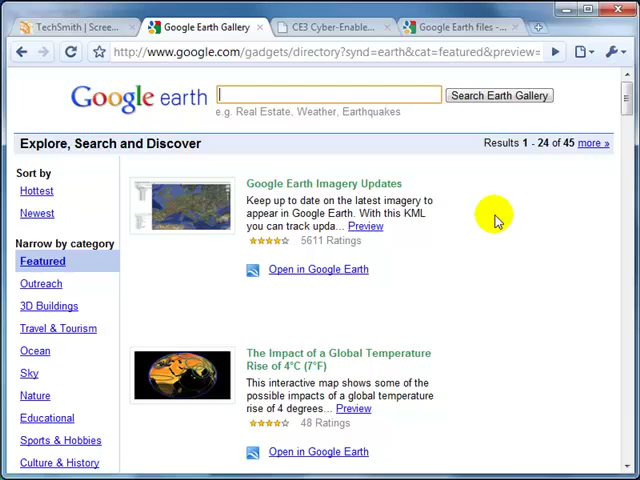 TechSmith | Scree...
Google Earth Gallery
CE3 Cyber-Enable...
Google Earth files - ...
http://www.google.com/gadgets/directory?synd=earth&cat=featured&preview=
Google earth
Search Earth Gallery
e.g. Real Estate, Weather, Earthquakes
Explore, Search and Discover
Results 1 - 24 of 45 more »
Sort by
Hottest
Newest
Narrow by category
Featured
Outreach
3D Buildings
Travel & Tourism
Ocean
Sky
Nature
Educational
Sports & Hobbies
Culture & History
Google Earth Imagery Updates
Keep up to date on the latest imagery to
appear in Google Earth. With this KML
you can track upda... Preview
5611 Ratings
Open in Google Earth
The Impact of a Global Temperature
Rise of 4°C (7°F)
This interactive map shows some of the
possible impacts of a global temperature
rise of 4 degrees... Preview
48 Ratings
Open in Google Earth